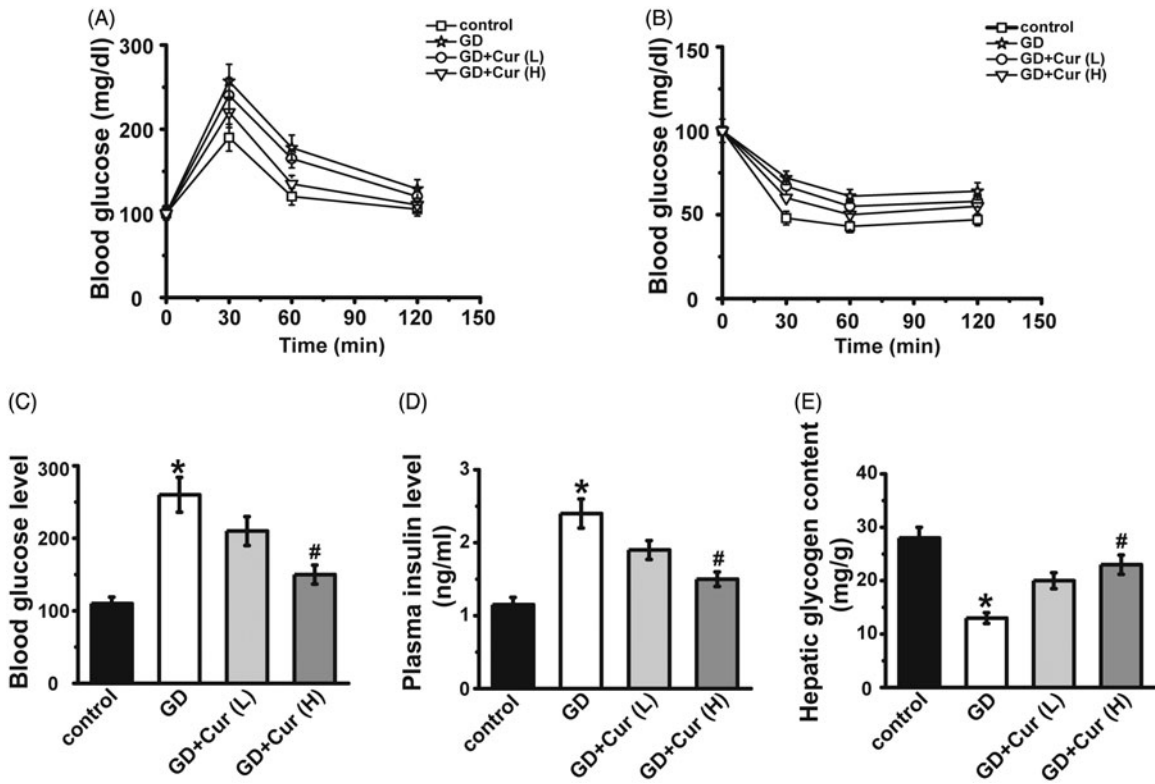 (A)
control
GD
GD+Cur (L)
GD+Cur (H)
Blood glucose (mg/dl)
300
200
100
0
0 30 60 90 120 150
Time (min)
(B)
control
GD
GD+Cur (L)
GD+Cur (H)
Blood glucose (mg/dl)
150
100
50
0
0 30 60 90 120 150
Time (min)
(C)
Blood glucose level
300
200
100
0
*
#
control
GD
GD+Cur (L)
GD+Cur (H)
(D)
Plasma insulin level
(ng/ml)
3
2
1
0
*
#
control
GD
GD+Cur (L)
GD+Cur (H)
(E)
Hepatic glycogen content
(mg/g)
40
30
20
10
0
*
#
control
GD
GD+Cur (L)
GD+Cur (H)